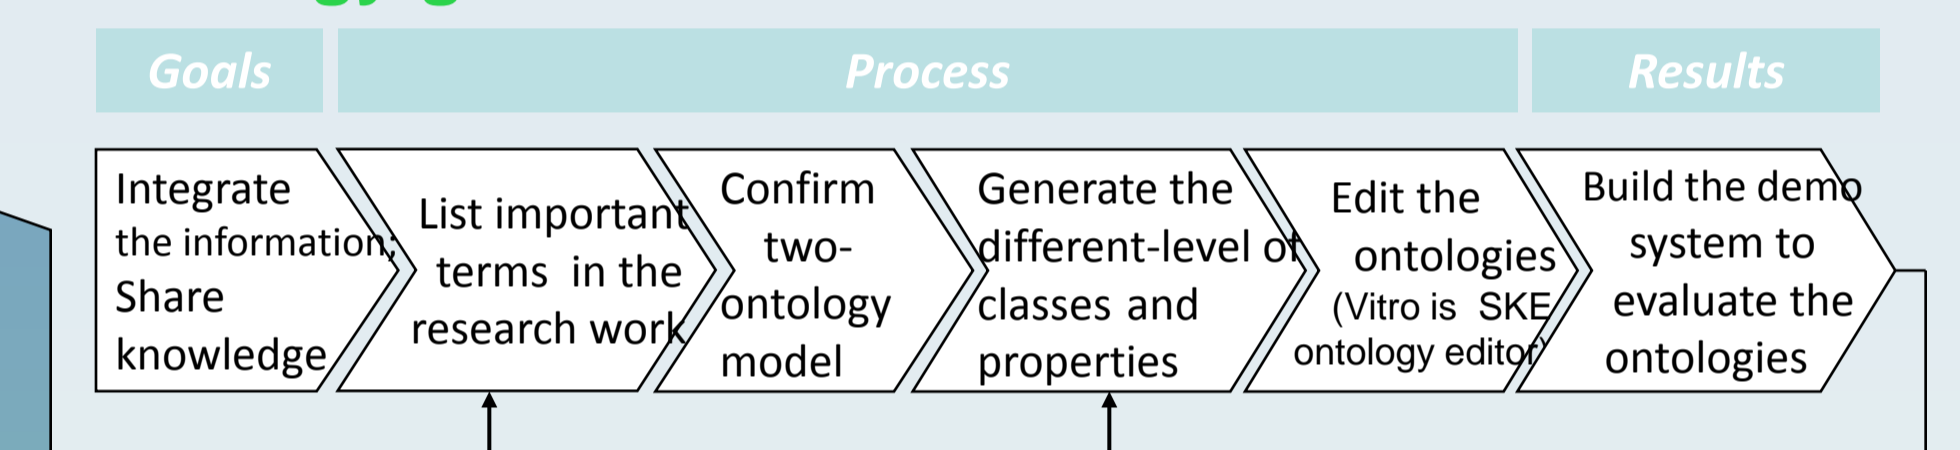 Goals
Process
Results
Integrate
the information;
Share
knowledge
List important
terms in the
research work
Confirm
two-
ontology
model
Generate the
different-level of
classes and
properties
Edit the
ontologies
(Vitro is SKE
ontology editor)
Build the demo
system to
evaluate the
ontologies